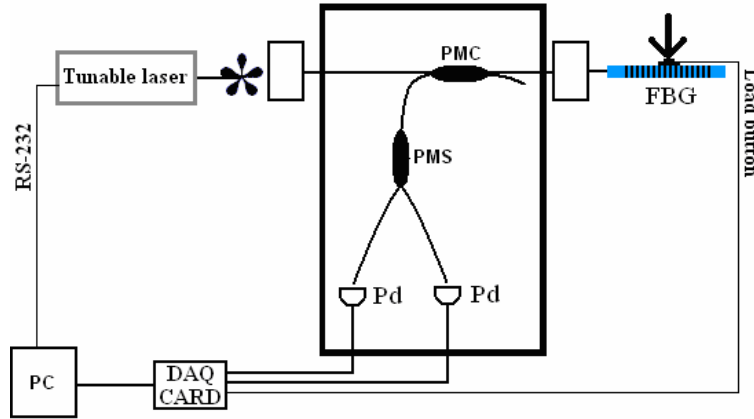 PMC
Tunable laser
FBG
RS-232
Load button
PMS
Pd
Pd
PC
DAQ
CARD